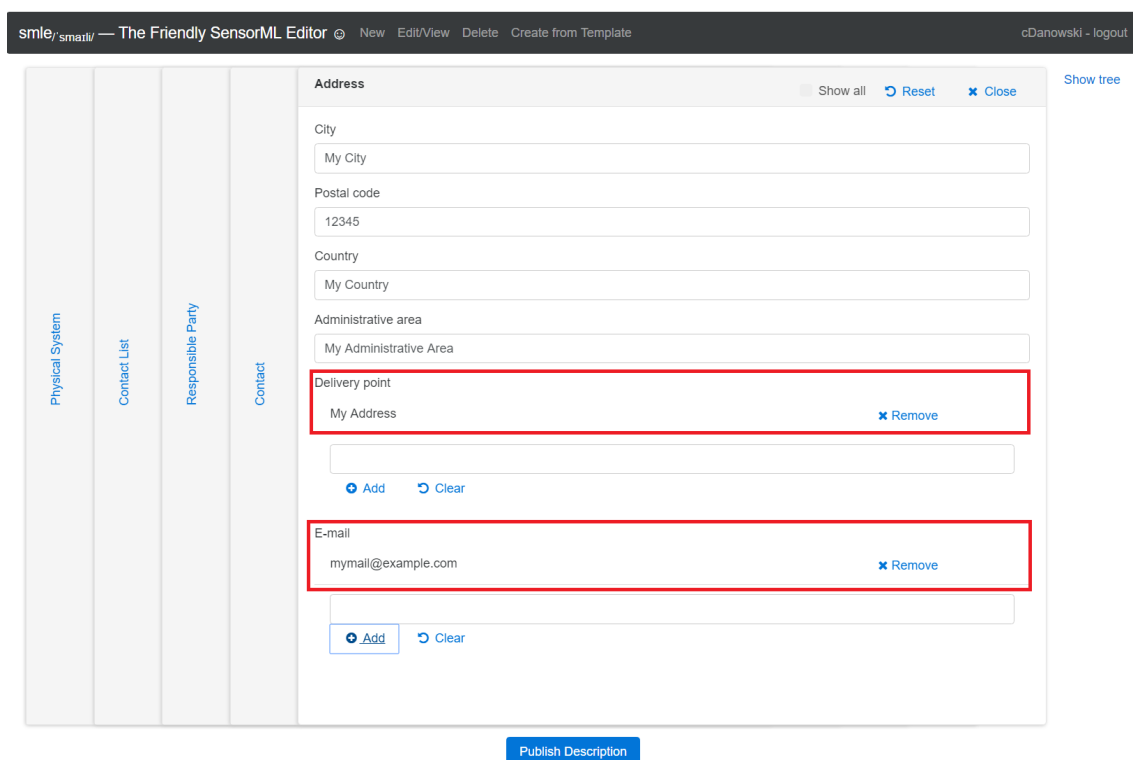 smle/ˈsmaɪli/ — The Friendly SensorML Editor ☺ New Edit/View Delete Create from Template cDanowski - logout
Physical System
Contact List
Responsible Party
Contact
Address Show all Reset Close
Show tree
City
My City
Postal code
12345
Country
My Country
Administrative area
My Administrative Area
Delivery point
My Address Remove
Add Clear
E-mail
mymail@example.com Remove
Add Clear
Publish Description